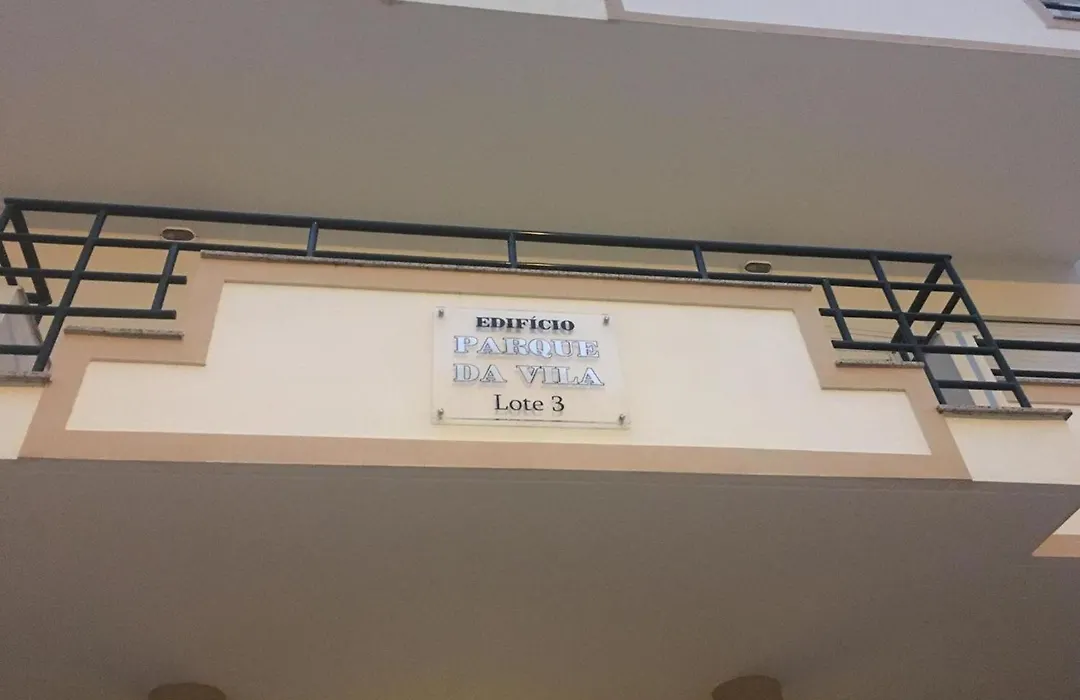 EDIFÍCIO
PARQUE
DA VILA
Lote 3